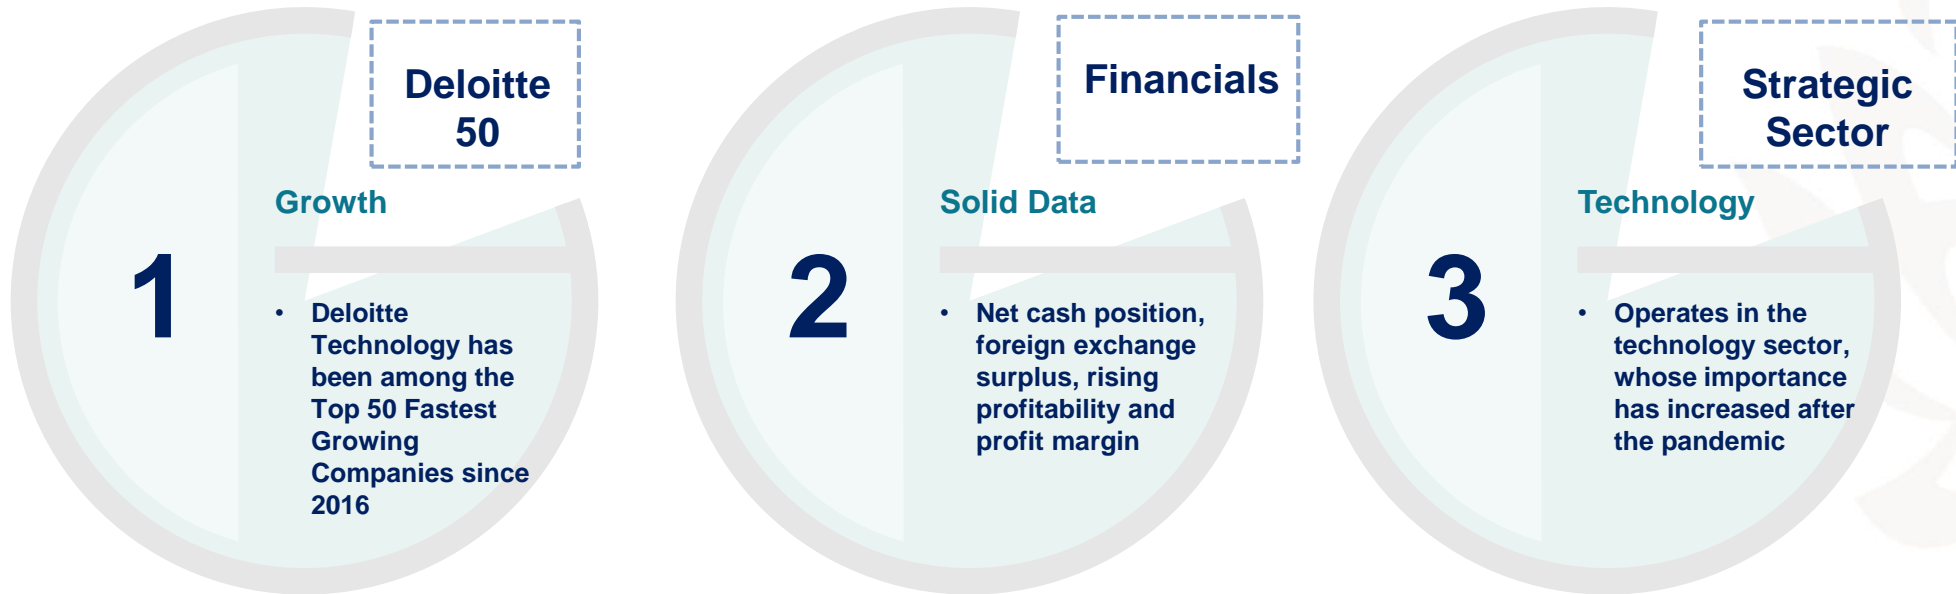 Deloitte
50
Growth
1
• Deloitte
Technology has
been among the
Top 50 Fastest
Growing
Companies since
2016
Financials
Solid Data
2
• Net cash position,
foreign exchange
surplus, rising
profitability and
profit margin
Strategic
Sector
Technology
3
• Operates in the
technology sector,
whose importance
has increased after
the pandemic